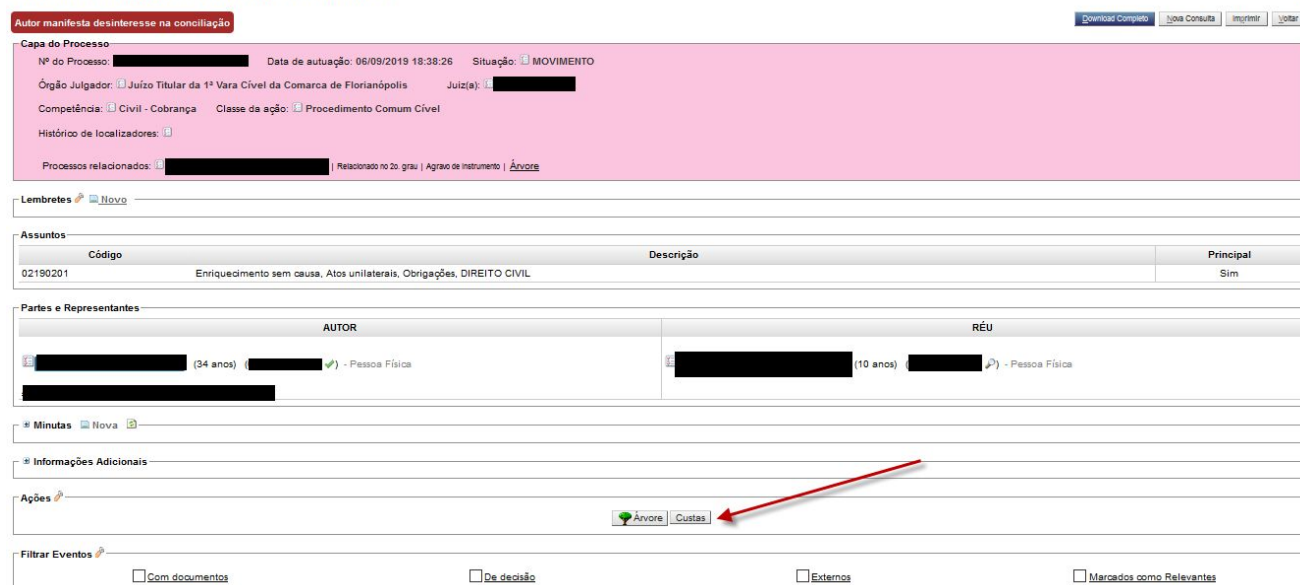 Autor manifesta desinteresse na conciliação
Download Completo Nova Consulta Imprimir Voltar
Capa do Processo
Nº do Processo: Data de autuação: 06/09/2019 18:38:26 Situação: MOVIMENTO
Órgão Julgador: Juízo Titular da 1ª Vara Cível da Comarca de Florianópolis Juiz(a):
Competência: Civil - Cobrança Classe da ação: Procedimento Comum Cível
Histórico de localizadores:
Processos relacionados: | Relacionado no 2o. grau | Agravo de Instrumento | Árvore
Lembretes Novo
Assuntos
Código Descrição Principal
02190201 Enriquecimento sem causa, Atos unilaterais, Obrigações, DIREITO CIVIL Sim
Partes e Representantes
AUTOR RÉU
(34 anos) ( ) - Pessoa Física (10 anos) ( ) - Pessoa Física
Minutas Nova
Informações Adicionais
Ações
Árvore Custas
Filtrar Eventos
Com documentos De decisão Externos Marcados como Relevantes